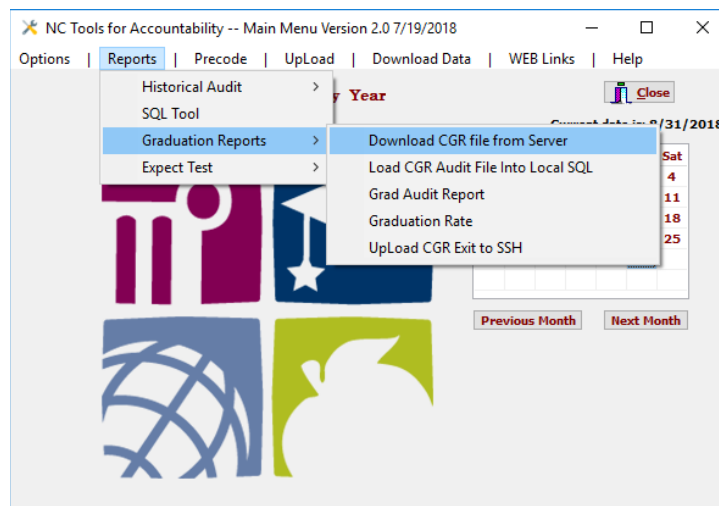 NC Tools for Accountability -- Main Menu Version 2.0 7/19/2018
Options | Reports | Precode | UpLoad | Download Data | WEB Links | Help
Historical Audit >
SQL Tool
Graduation Reports >
Expect Test >
y Year
Close
8/31/2018
Download CGR file from Server
Load CGR Audit File Into Local SQL
Grad Audit Report
Graduation Rate
UpLoad CGR Exit to SSH
Sat
4
11
18
25
Previous Month Next Month